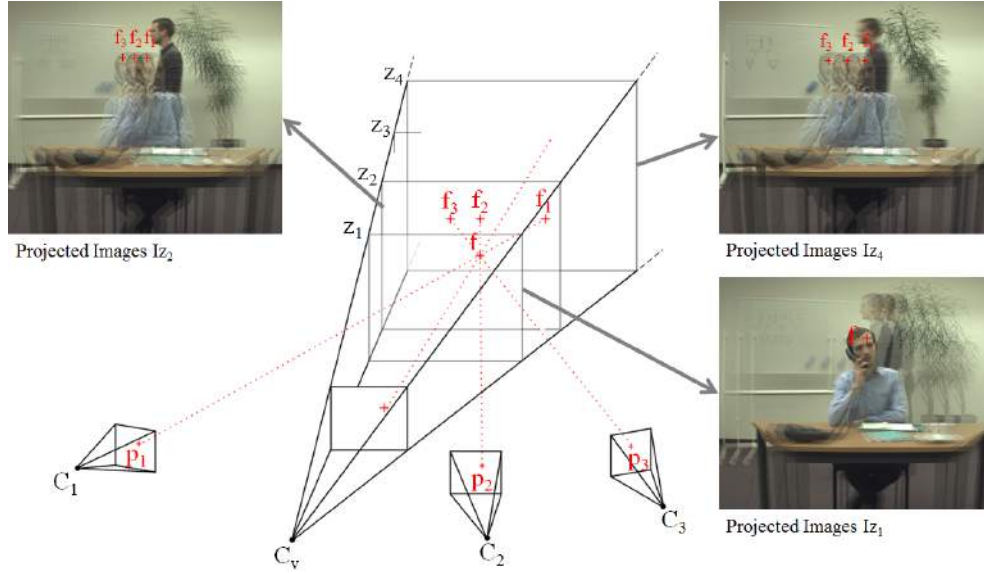 f₃ f₂ f₁
Projected Images Iz₂
z₄
z₃
z₂
z₁
f₃ f₂ f₁
f
p₁
C₁
C_v
p₂
C₂
p₃
C₃
f₃ f₂ f₁
Projected Images Iz₄
f
Projected Images Iz₁